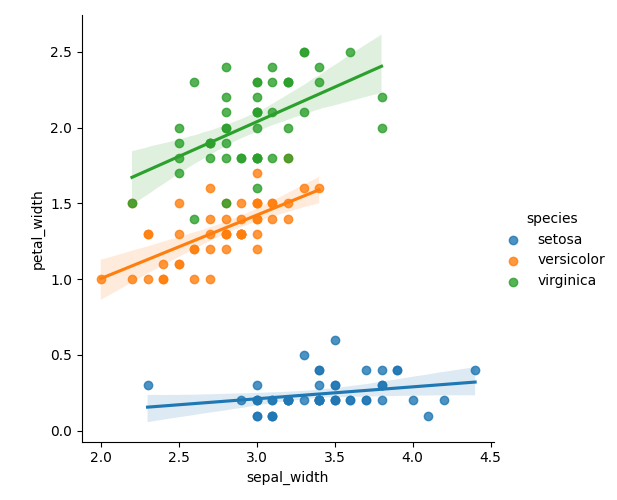 2.5
2.0
1.5
1.0
0.5
0.0
petal_width
2.0 2.5 3.0 3.5 4.0 4.5
sepal_width
species
setosa
versicolor
virginica